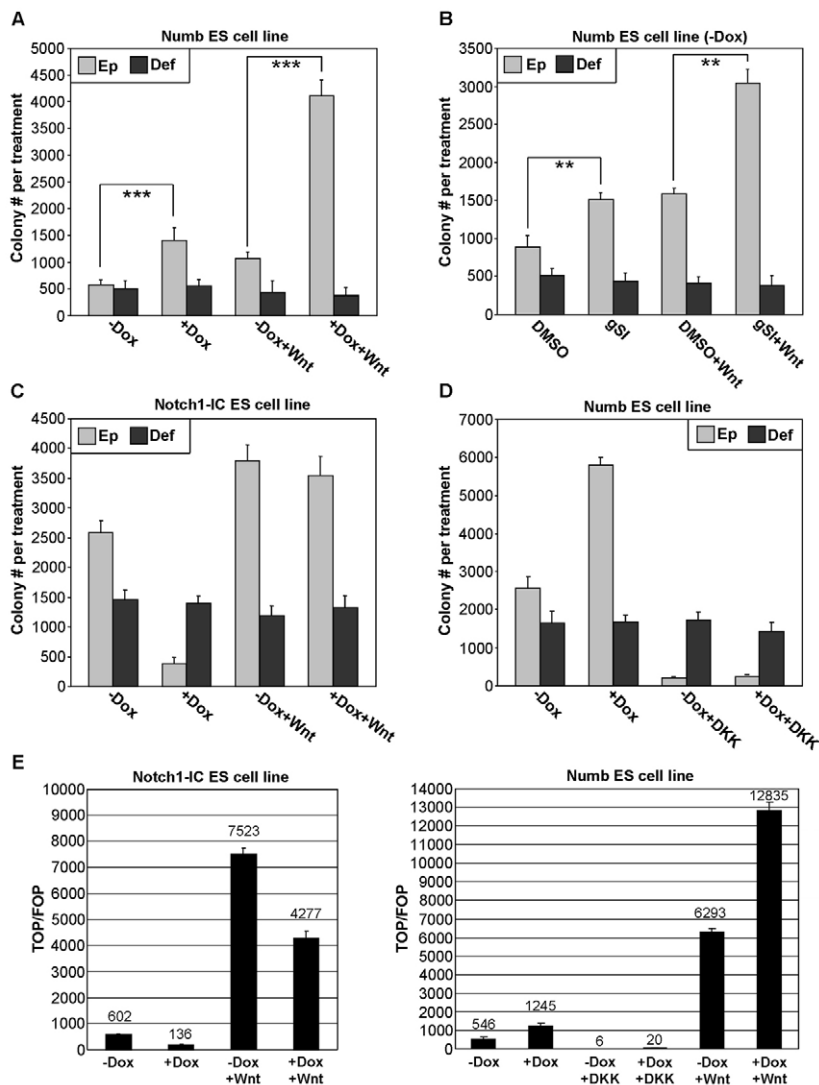 A
Numb ES cell line
Colony # per treatment
5000
4500
4000
3500
3000
2500
2000
1500
1000
500
0
Ep Def
***
***
-Dox
+Dox
-Dox+Wnt
+Dox+Wnt
B
Numb ES cell line (-Dox)
Colony # per treatment
3500
3000
2500
2000
1500
1000
500
0
Ep Def
**
**
DMSO
gSI
DMSO+Wnt
gSI+Wnt
C
Notch1-IC ES cell line
Colony # per treatment
4500
4000
3500
3000
2500
2000
1500
1000
500
0
Ep Def
-Dox
+Dox
-Dox+Wnt
+Dox+Wnt
D
Numb ES cell line
Colony # per treatment
7000
6000
5000
4000
3000
2000
1000
0
Ep Def
-Dox
+Dox
-Dox+DKK
+Dox+DKK
E
Notch1-IC ES cell line
TOP/FOP
10000
9000
8000
7000
6000
5000
4000
3000
2000
1000
0
602
136
7523
4277
-Dox
+Dox
-Dox
+Wnt
+Dox
+Wnt
Numb ES cell line
TOP/FOP
14000
13000
12000
11000
10000
9000
8000
7000
6000
5000
4000
3000
2000
1000
0
546
1245
6
20
6293
12835
-Dox
+Dox
-Dox
+DKK
+Dox
+DKK
-Dox
+Wnt
+Dox
+Wnt